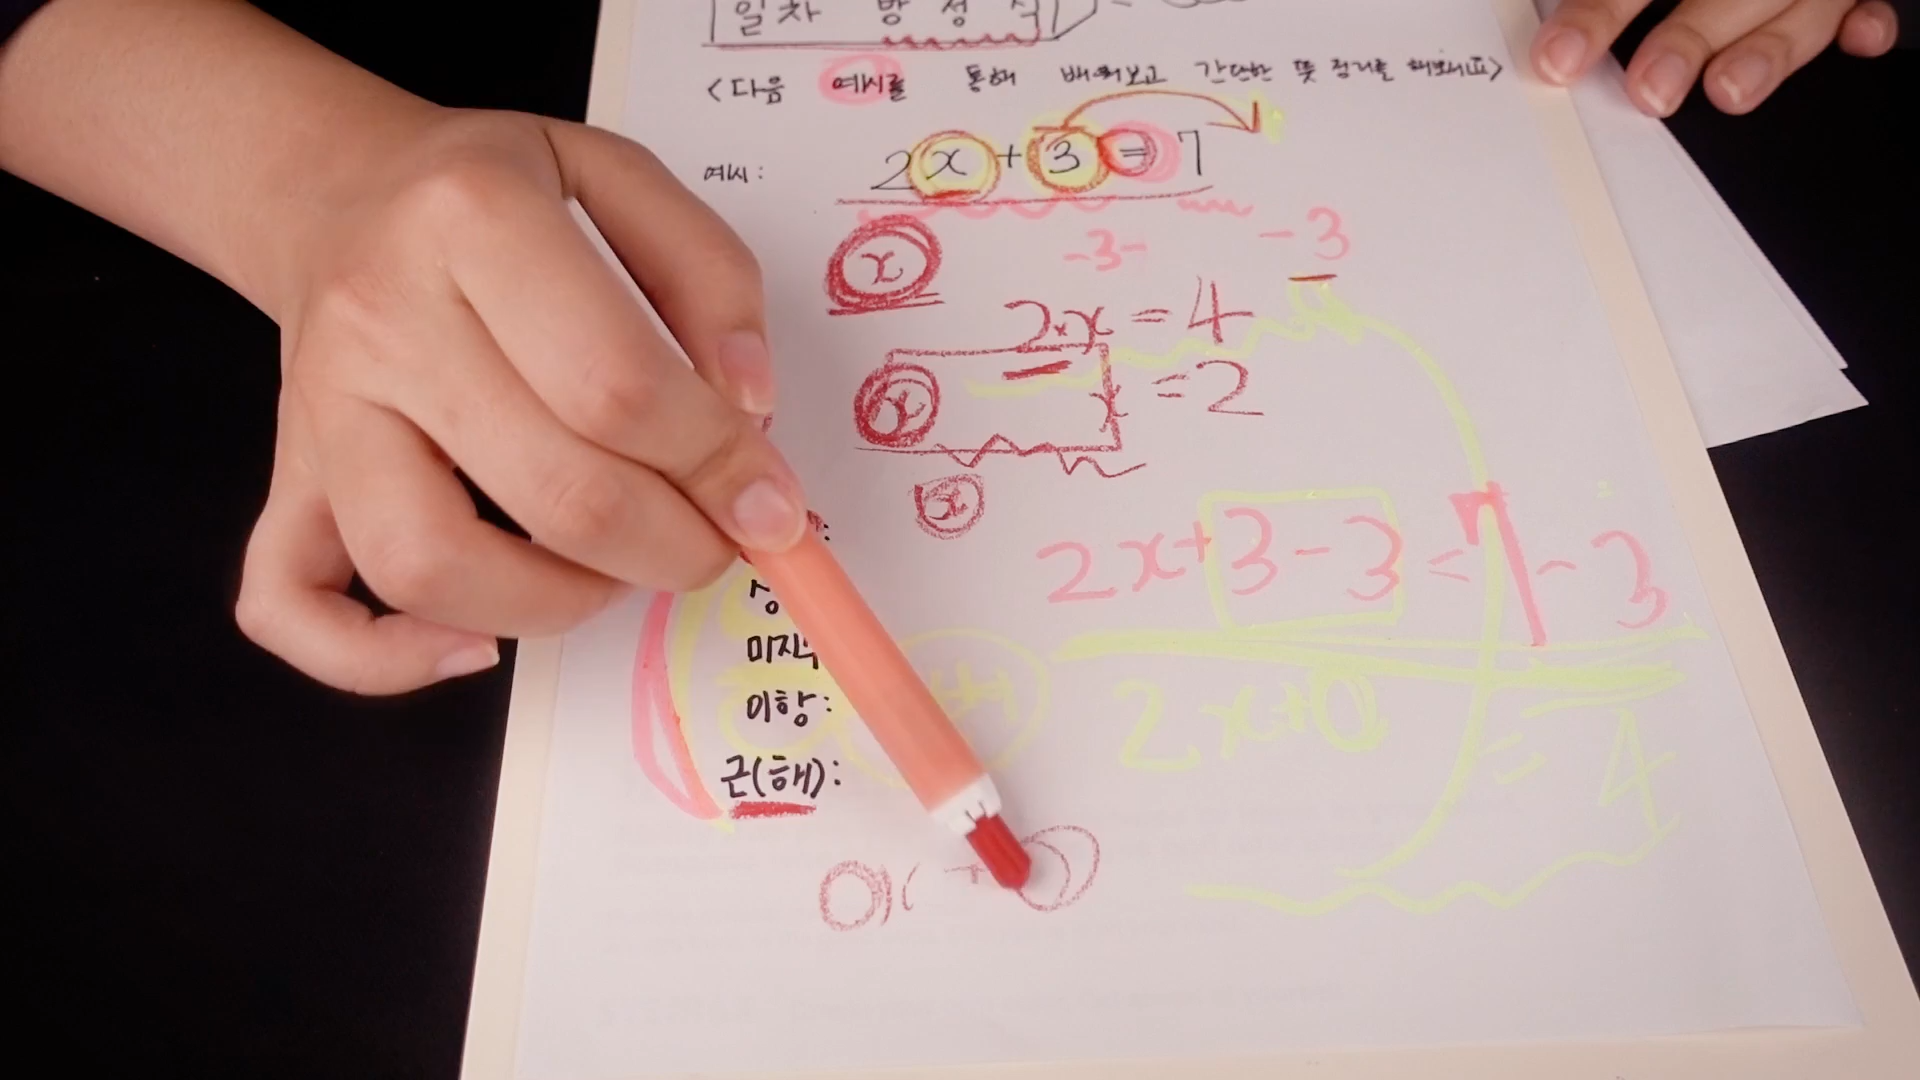 일차 방정식
<다음 예시를 통해 배워보고 간단한 뜻 정리를 해보세요>
예시: 2x + 3 = 7
x -3- -3
2·x = 4
x x = 2
x
2x+3-3=7-3
미지수
이항:
2x+0 = 4
근(해):